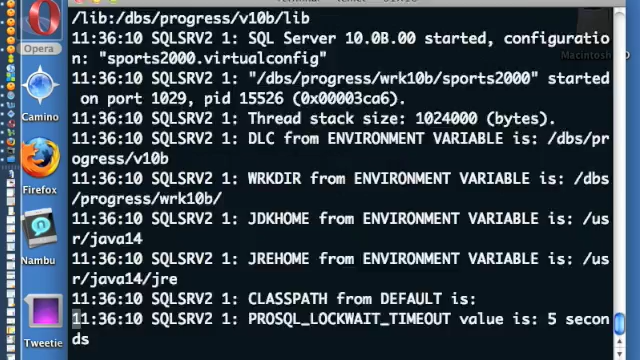 /lib:/dbs/progress/v10b/lib
11:36:10 SQLSRV2 1: SQL Server 10.0B.00 started, configuratio
n: "sports2000.virtualconfig"
11:36:10 SQLSRV2 1: "/dbs/progress/wrk10b/sports2000" started
 on port 1029, pid 15526 (0x00003ca6).
11:36:10 SQLSRV2 1: Thread stack size: 1024000 (bytes).
11:36:10 SQLSRV2 1: DLC from ENVIRONMENT VARIABLE is: /dbs/pr
ogress/v10b
11:36:10 SQLSRV2 1: WRKDIR from ENVIRONMENT VARIABLE is: /dbs
/progress/wrk10b/
11:36:10 SQLSRV2 1: JDKHOME from ENVIRONMENT VARIABLE is: /us
r/java14
11:36:10 SQLSRV2 1: JREHOME from ENVIRONMENT VARIABLE is: /us
r/java14/jre
11:36:10 SQLSRV2 1: CLASSPATH from DEFAULT is:
11:36:10 SQLSRV2 1: PROSQL_LOCKWAIT_TIMEOUT value is: 5 secon
ds
Opera
Camino
Firefox
Nambu
Tweetie
Macintosh